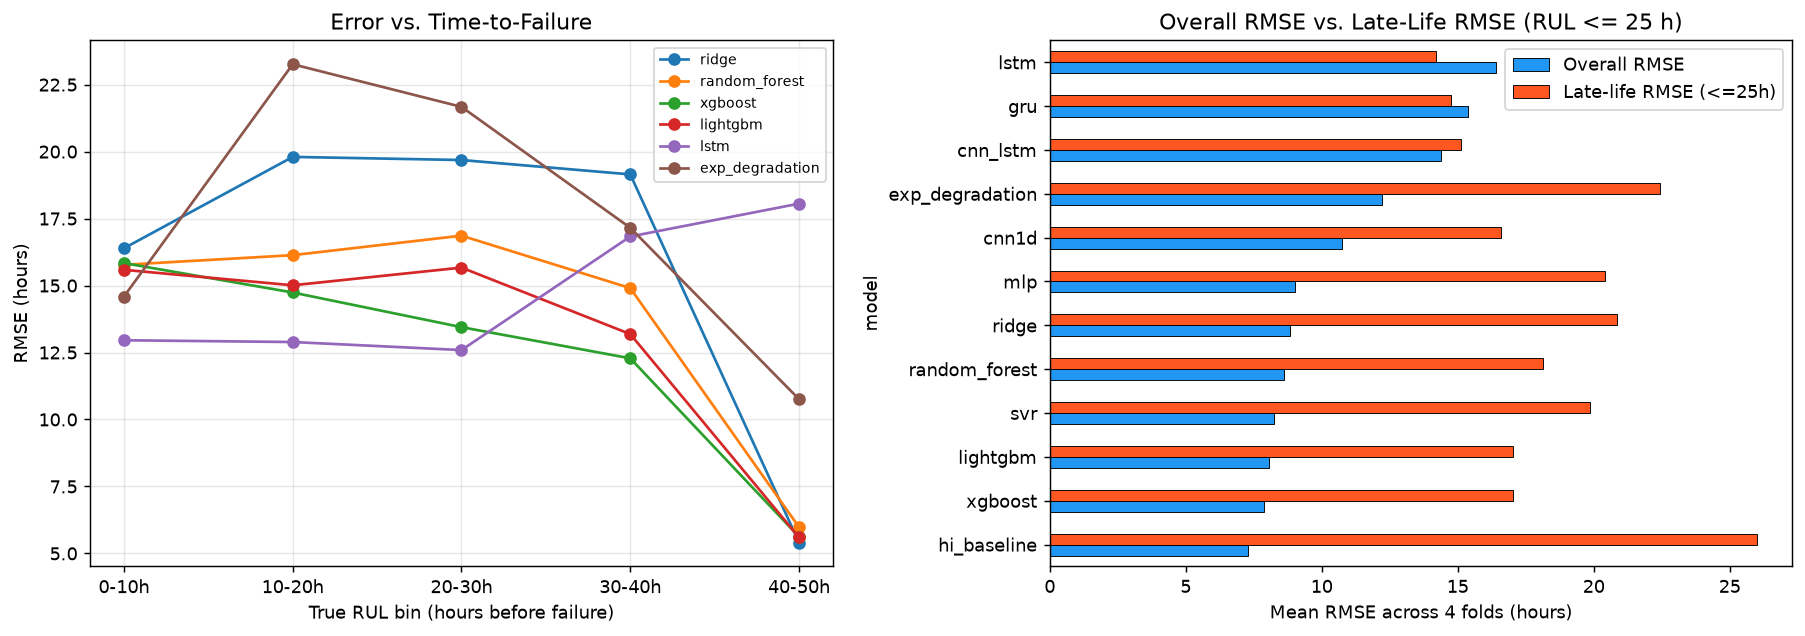 Error vs. Time-to-Failure
RMSE (hours)
22.5
20.0
17.5
15.0
12.5
10.0
7.5
5.0
ridge
random_forest
xgboost
lightgbm
lstm
exp_degradation
0-10h
10-20h
20-30h
30-40h
40-50h
True RUL bin (hours before failure)
Overall RMSE vs. Late-Life RMSE (RUL <= 25 h)
model
lstm
gru
cnn_lstm
exp_degradation
cnn1d
mlp
ridge
random_forest
svr
lightgbm
xgboost
hi_baseline
Overall RMSE
Late-life RMSE (<=25h)
0
5
10
15
20
25
Mean RMSE across 4 folds (hours)